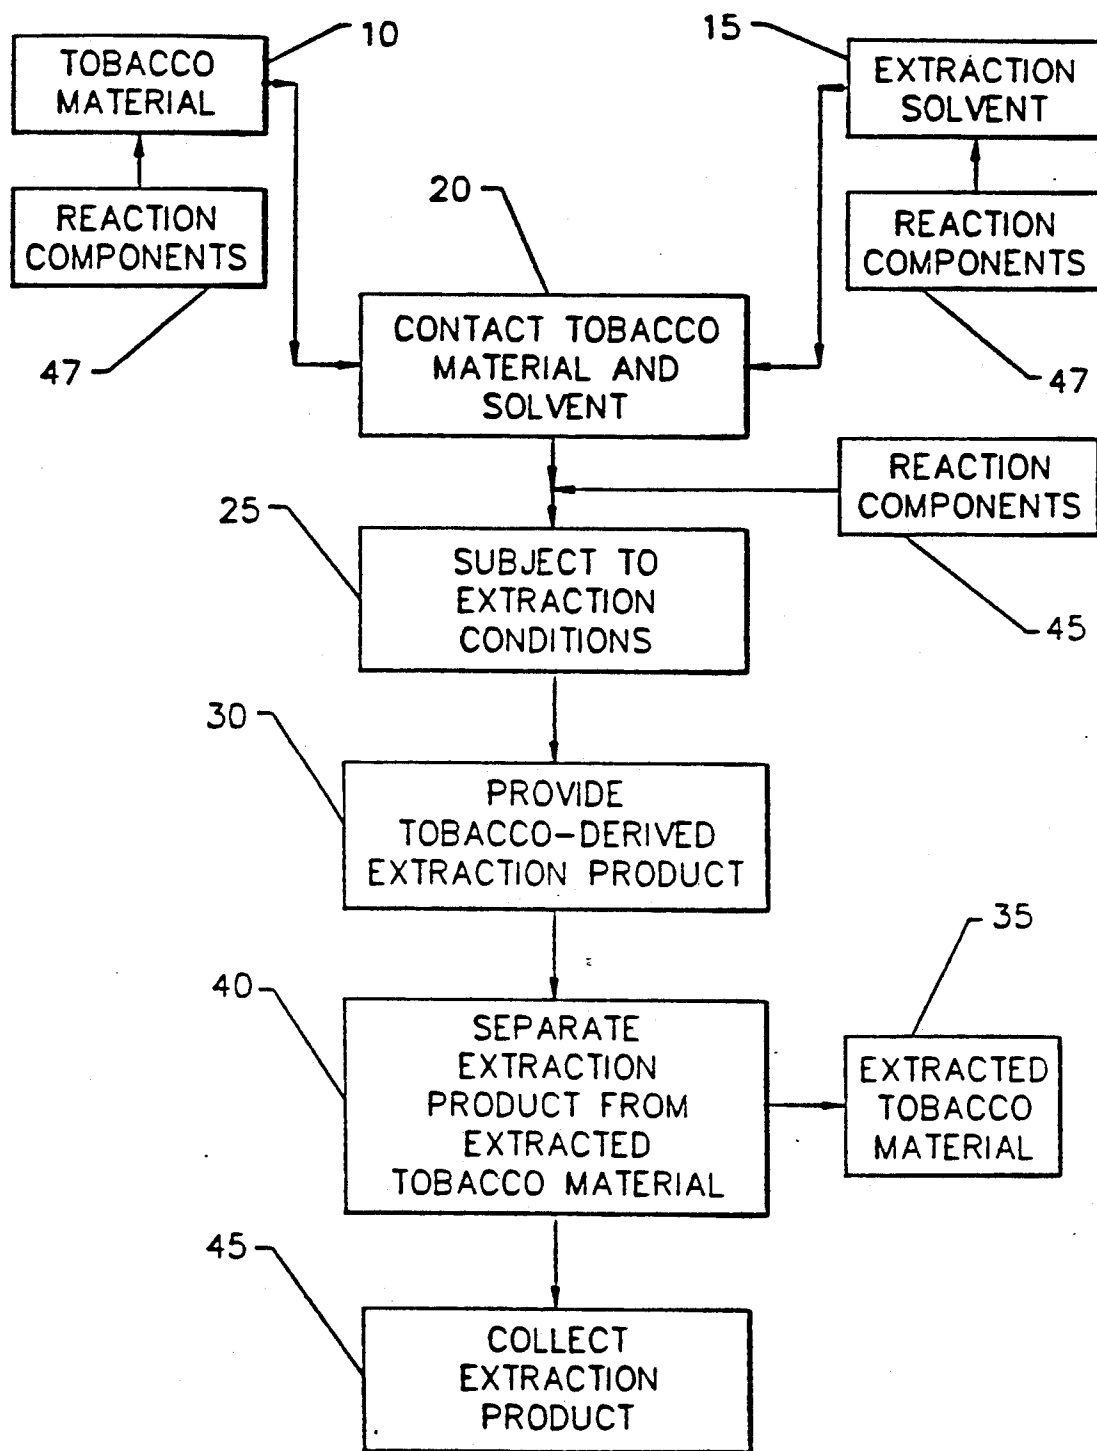 10
TOBACCO
MATERIAL
15
EXTRACTION
SOLVENT
REACTION
COMPONENTS
47
20
REACTION
COMPONENTS
47
CONTACT TOBACCO
MATERIAL AND
SOLVENT
REACTION
COMPONENTS
45
25
SUBJECT TO
EXTRACTION
CONDITIONS
30
PROVIDE
TOBACCO-DERIVED
EXTRACTION PRODUCT
40
SEPARATE
EXTRACTION
PRODUCT FROM
EXTRACTED
TOBACCO MATERIAL
35
EXTRACTED
TOBACCO
MATERIAL
45
COLLECT
EXTRACTION
PRODUCT